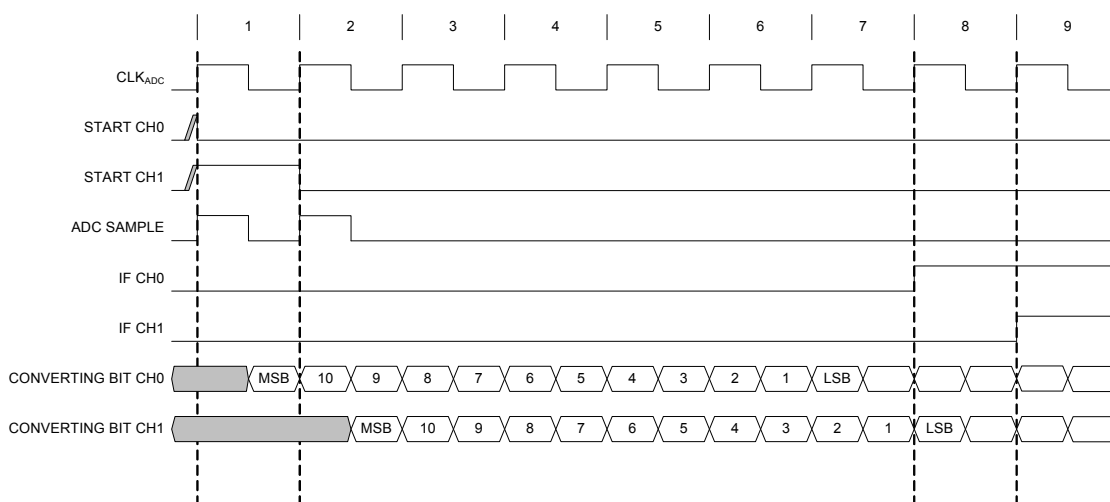 1 2 3 4 5 6 7 8 9
CLKADC
START CH0
START CH1
ADC SAMPLE
IF CH0
IF CH1
CONVERTING BIT CH0 MSB 10 9 8 7 6 5 4 3 2 1 LSB
CONVERTING BIT CH1 MSB 10 9 8 7 6 5 4 3 2 1 LSB